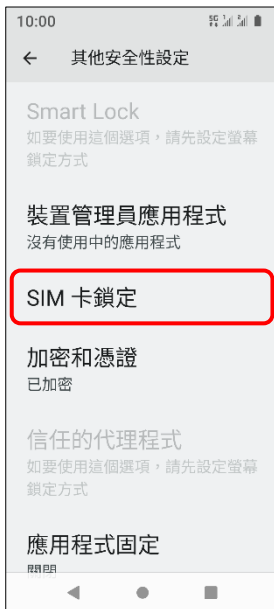 10:00
其他安全性設定
Smart Lock
如要使用這個選項，請先設定螢幕
鎖定方式
裝置管理員應用程式
沒有使用中的應用程式
SIM 卡鎖定
加密和憑證
已加密
信任的代理程式
如要使用這個選項，請先設定螢幕
鎖定方式
應用程式固定